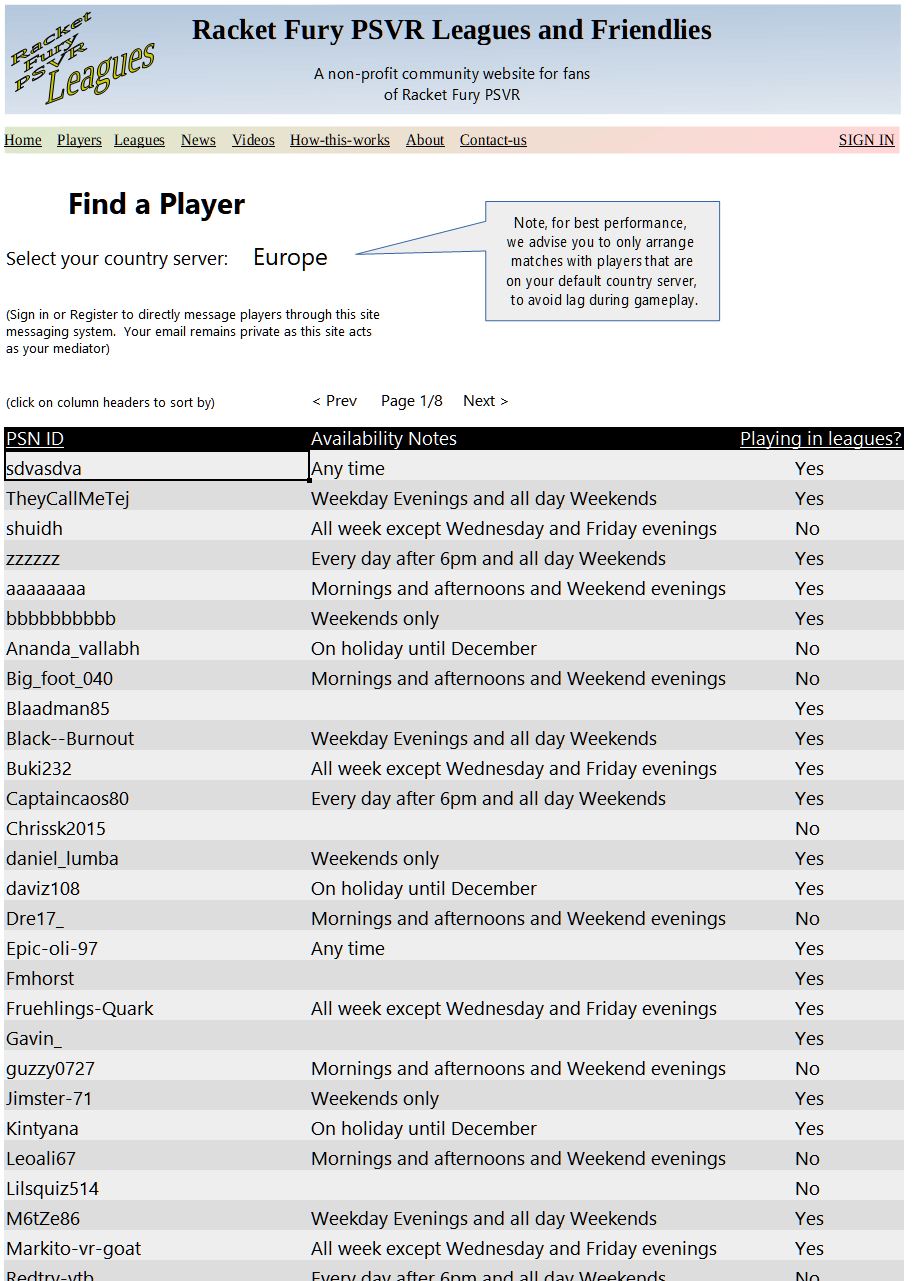 Racket
Fury
PSVR
Leagues
Racket Fury PSVR Leagues and Friendlies
A non-profit community website for fans
of Racket Fury PSVR
Home Players Leagues News Videos How-this-works About Contact-us SIGN IN
Find a Player
Select your country server: Europe
Note, for best performance,
we advise you to only arrange
matches with players that are
on your default country server,
to avoid lag during gameplay.
(Sign in or Register to directly message players through this site
messaging system. Your email remains private as this site acts
as your mediator)
(click on column headers to sort by) < Prev Page 1/8 Next >
PSN ID Availability Notes Playing in leagues?
sdvasdva Any time Yes
TheyCallMeTej Weekday Evenings and all day Weekends Yes
shuidh All week except Wednesday and Friday evenings No
zzzzzz Every day after 6pm and all day Weekends Yes
aaaaaaaa Mornings and afternoons and Weekend evenings Yes
bbbbbbbbbb Weekends only Yes
Ananda_vallabh On holiday until December No
Big_foot_040 Mornings and afternoons and Weekend evenings No
Blaadman85 Yes
Black--Burnout Weekday Evenings and all day Weekends Yes
Buki232 All week except Wednesday and Friday evenings Yes
Captaincaos80 Every day after 6pm and all day Weekends Yes
Chrissk2015 No
daniel_lumba Weekends only Yes
daviz108 On holiday until December Yes
Dre17_ Mornings and afternoons and Weekend evenings No
Epic-oli-97 Any time Yes
Fmhorst Yes
Fruehlings-Quark All week except Wednesday and Friday evenings Yes
Gavin_ Yes
guzzy0727 Mornings and afternoons and Weekend evenings No
Jimster-71 Weekends only Yes
Kintyana On holiday until December Yes
Leoali67 Mornings and afternoons and Weekend evenings No
Lilsquiz514 No
M6tZe86 Weekday Evenings and all day Weekends Yes
Markito-vr-goat All week except Wednesday and Friday evenings Yes
Every day after 6pm and all day Weekends No